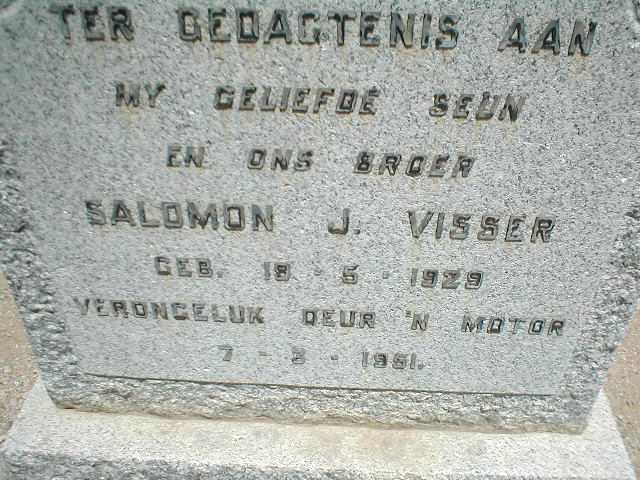 TER GEDAGTENIS AAN
MY GELIEFDE SEUN
EN ONS BROER
SALOMON J. VISSER
GEB. 18 - 5 - 1929
VERONGELUK DEUR 'N MOTOR
7 - 3 - 1951.